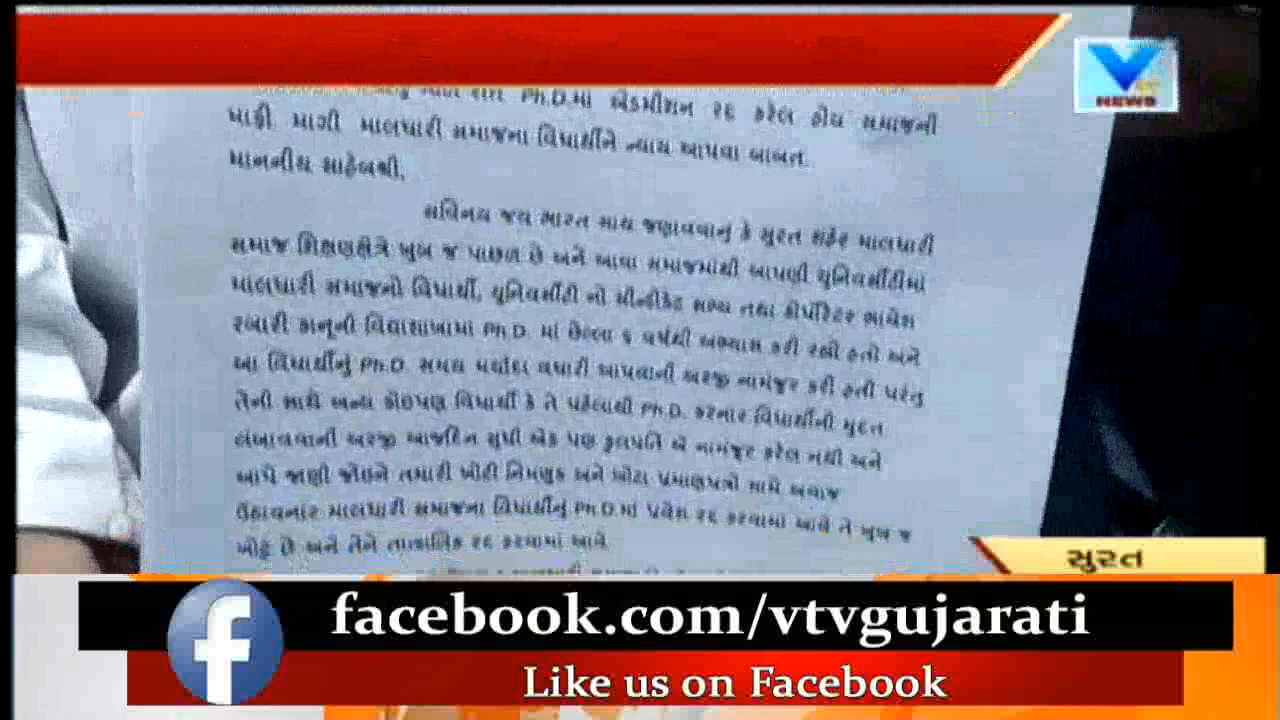 VTV
NEWS
Ph.D.માં એડમીશન રદ કરેલ હોય સમાજની
માફી માગી માલધારી સમાજના વિધાર્થીને ન્યાય આપવા બાબત.
માનનીય સાહેબશ્રી,
સવિનય જય ભારત સાથ જણાવવાનું કે સુરત શહેર માલધારી
સમાજ શિક્ષણક્ષેત્રે ખુબ જ પાછળ છે અને આવા સમાજમાંથી આપણી યુનિવર્સીટીમાં
માલધારી સમાજનો વિધાર્થી, યુનિવર્સીટી નો સીન્ડીકેટ સભ્ય તથા કોર્પોરેટર ભાવેશ
રબારી કાનૂની વિદ્યાશાખામાં Ph.D. માં છેલ્લા ૬ વર્ષથી અભ્યાસ કરી રહ્યો હતો અને
આ વિધાર્થીનું Ph.D. સમય મર્યાદા વધારી આપવાની અરજી નામંજુર કરી હતી પરંતુ
તેની સાથે અન્ય કોઇપણ વિધાર્થી કે તે પહેલાથી Ph.D. કરનાર વિધાર્થીની મુદત
લંબાવવાની અરજી આજદિન સુધી એક પણ કુલપતિ એ નામંજુર કરેલ નથી અને
આપે જાણી જોઇને તમારી ખોટી નિમણુક અને ખોટા પ્રમાણપત્રો સામે અવાજ
ઉઠાવનાર માલધારી સમાજના વિધાર્થીનું Ph.D.માં પ્રવેશ રદ કરવામાં આવે તે ખુબ જ
ખોટુ છે અને તેને તાત્કાલિક રદ કરવામાં આવે
સુરત
facebook.com/vtvgujarati
Like us on Facebook